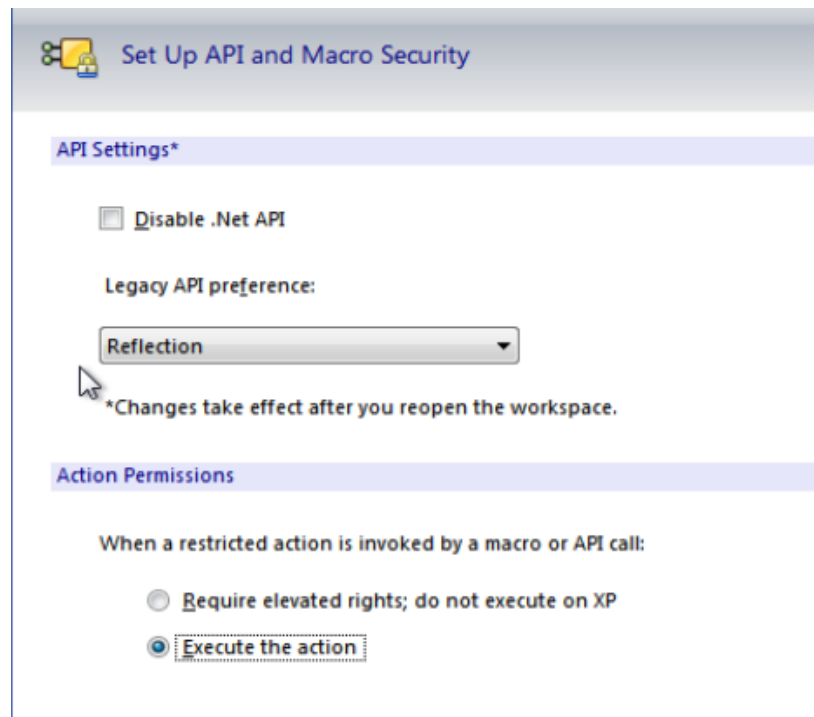 Set Up API and Macro Security
API Settings*
Disable .Net API
Legacy API preference:
Reflection
*Changes take effect after you reopen the workspace.
Action Permissions
When a restricted action is invoked by a macro or API call:
Require elevated rights; do not execute on XP
Execute the action